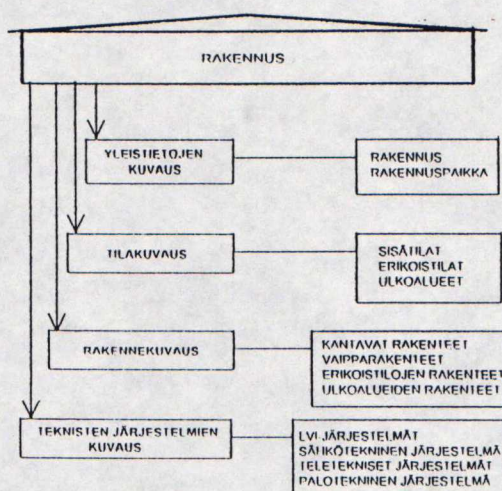 RAKENNUS
YLEISTIETOJEN
KUVAUS
RAKENNUS
RAKENNUSPAIKKA
TILAKUVAUS
SISÄTILAT
ERIKOISTILAT
ULKOALUEET
RAKENNEKUVAUS
KANTAVAT RAKENTEET
VAIPPARAKENTEET
ERIKOISTILOJEN RAKENTEET
ULKOALUEIDEN RAKENTEET
TEKNISTEN JÄRJESTELMIEN
KUVAUS
LVI-JÄRJESTELMÄT
SÄHKÖTEKNINEN JÄRJESTELMÄ
TELETEKNISET JÄRJESTELMÄT
PALOTEKNINEN JÄRJESTELMÄ